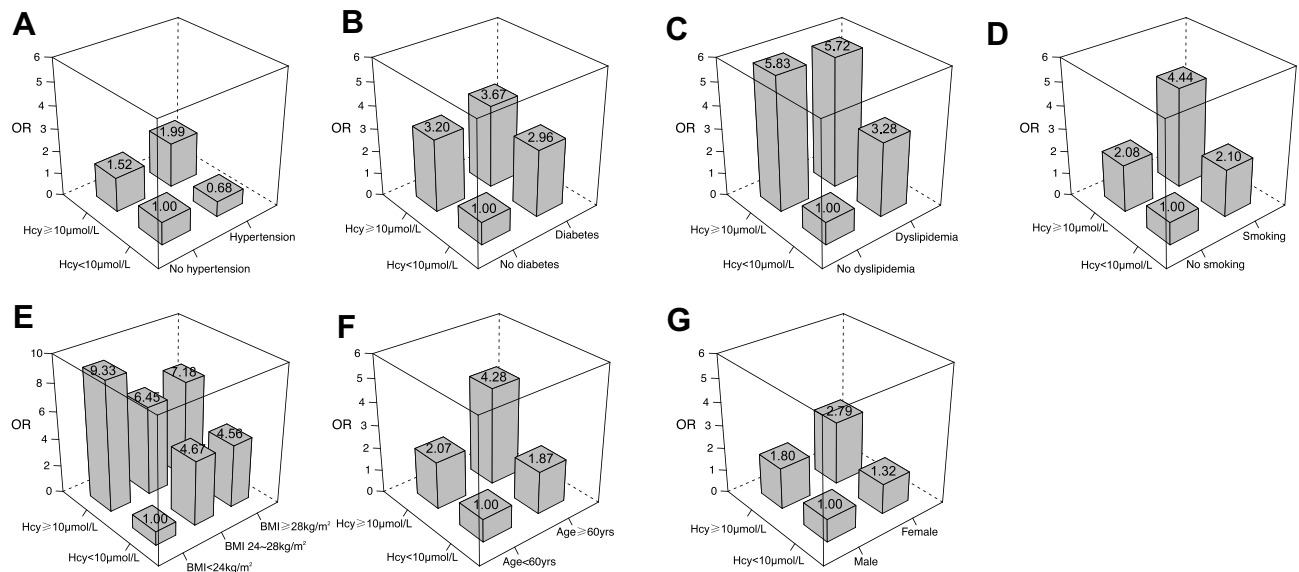 A
6
5
4
3
2
1
0
OR
1.52
1.99
1.00
0.68
Hcy≥10μmol/L
Hcy<10μmol/L
No hypertension
Hypertension
B
6
5
4
3
2
1
0
OR
3.20
3.67
1.00
2.96
Hcy≥10μmol/L
Hcy<10μmol/L
No diabetes
Diabetes
C
6
5
4
3
2
1
0
OR
5.83
5.72
1.00
3.28
Hcy≥10μmol/L
Hcy<10μmol/L
No dyslipidemia
Dyslipidemia
D
6
5
4
3
2
1
0
OR
2.08
4.44
1.00
2.10
Hcy≥10μmol/L
Hcy<10μmol/L
No smoking
Smoking
E
10
8
6
4
2
0
OR
9.33
6.45
7.18
1.00
4.67
4.56
Hcy≥10μmol/L
Hcy<10μmol/L
BMI<24kg/m²
BMI 24~28kg/m²
BMI≥28kg/m²
F
6
5
4
3
2
1
0
OR
2.07
4.28
1.00
1.87
Hcy≥10μmol/L
Hcy<10μmol/L
Age<60yrs
Age≥60yrs
G
6
5
4
3
2
1
0
OR
1.80
2.79
1.00
1.32
Hcy≥10μmol/L
Hcy<10μmol/L
Male
Female